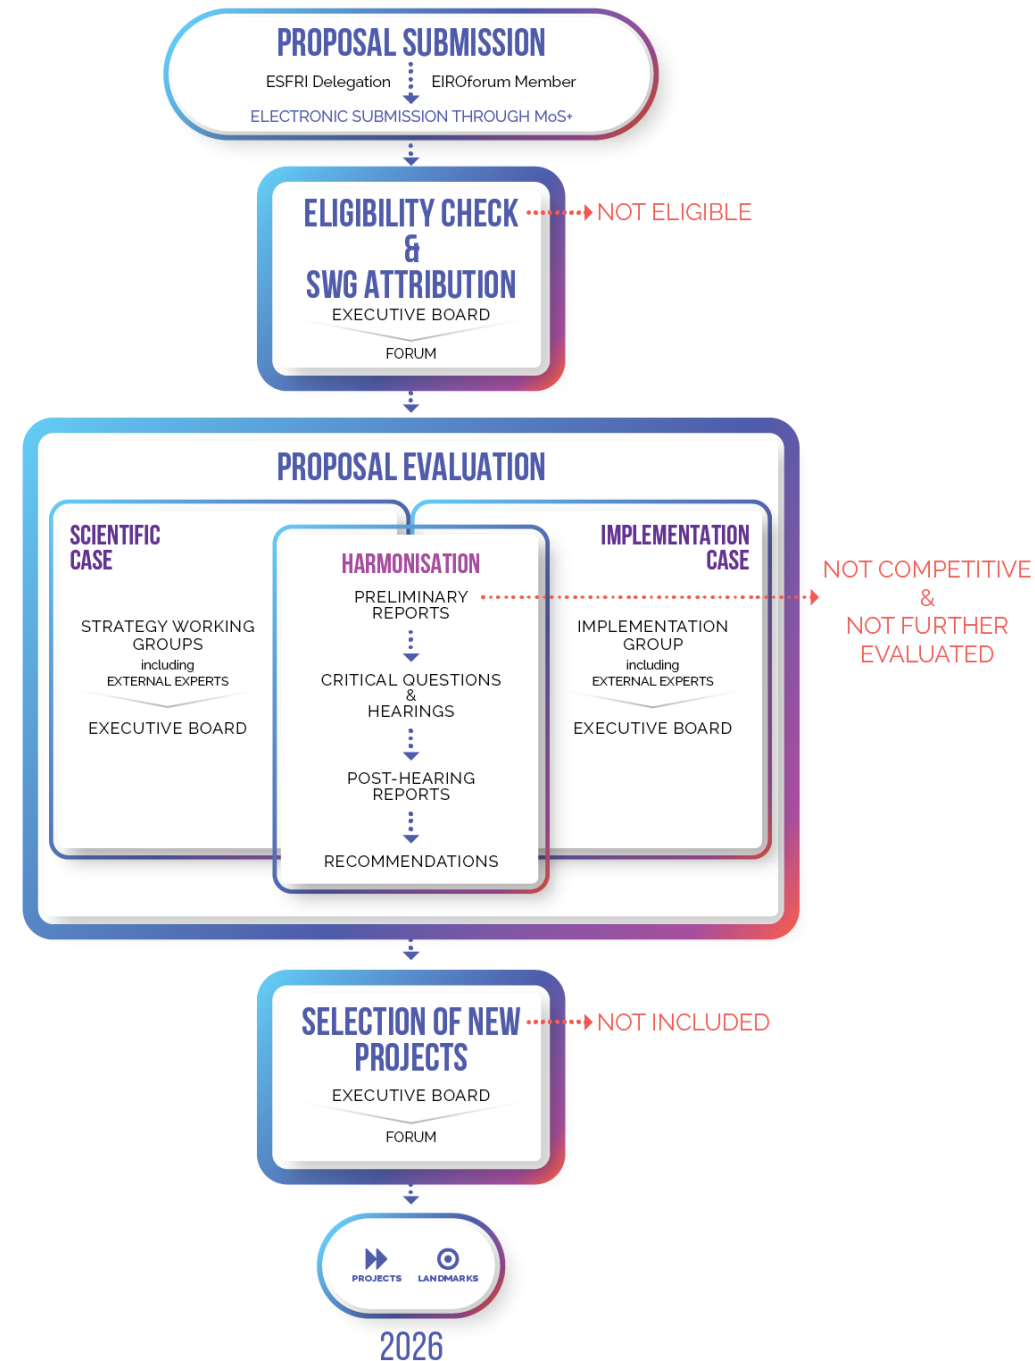 PROPOSAL SUBMISSION
ESFRI Delegation
EIROforum Member
ELECTRONIC SUBMISSION THROUGH MoS+
ELIGIBILITY CHECK
&
SWG ATTRIBUTION
EXECUTIVE BOARD
FORUM
NOT ELIGIBLE
PROPOSAL EVALUATION
SCIENTIFIC
CASE
STRATEGY WORKING
GROUPS
including
EXTERNAL EXPERTS
EXECUTIVE BOARD
HARMONISATION
PRELIMINARY
REPORTS
CRITICAL QUESTIONS
&
HEARINGS
POST-HEARING
REPORTS
RECOMMENDATIONS
IMPLEMENTATION
CASE
IMPLEMENTATION
GROUP
including
EXTERNAL EXPERTS
EXECUTIVE BOARD
NOT COMPETITIVE
&
NOT FURTHER
EVALUATED
SELECTION OF NEW
PROJECTS
EXECUTIVE BOARD
FORUM
NOT INCLUDED
PROJECTS
LANDMARKS
2026